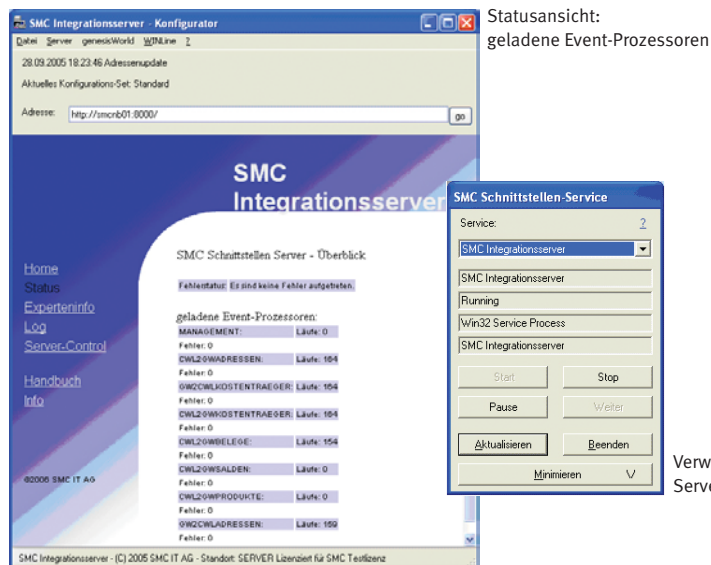 SMC Integrationsserver - Konfigurator
Datei Server genesisWorld WINLine ?
28.09.2005 18:23:46 Adressenupdate
Aktuelles Konfigurations-Set: Standard
Adresse: http://smcnb01:8000/ go
SMC
Integrationsserver
Home
Status
Experteninfo
Log
Server-Control
Handbuch
Info
©2005 SMC IT AG
SMC Schnittstellen Server - Überblick
Fehlerstatus: Es sind keine Fehler aufgetreten.
geladene Event-Prozessoren:
MANAGEMENT: Läufe: 0
Fehler: 0
CWL2GWADRESSEN: Läufe: 164
Fehler: 0
GW2CWLKOSTENTRAEGER: Läufe: 164
Fehler: 0
CWL2GWKOSTENTRAEGER: Läufe: 164
Fehler: 0
CWL2GWBELEGE: Läufe: 154
Fehler: 0
CWL2GWSALDEN: Läufe: 0
Fehler: 0
CWL2GWPRODUKTE: Läufe: 0
Fehler: 0
GW2CWLADRESSEN: Läufe: 159
Fehler: 0
SMC Integrationsserver - (C) 2005 SMC IT AG - Standort: SERVER Lizenziert für SMC Testlizenz
Statusansicht:
geladene Event-Prozessoren
SMC Schnittstellen-Service
Service: ?
SMC Integrationsserver
SMC Integrationsserver
Running
Win32 Service Process
SMC Integrationsserver
Start Stop
Pause Weiter
Aktualisieren Beenden
Minimieren \/
Verw
Serve